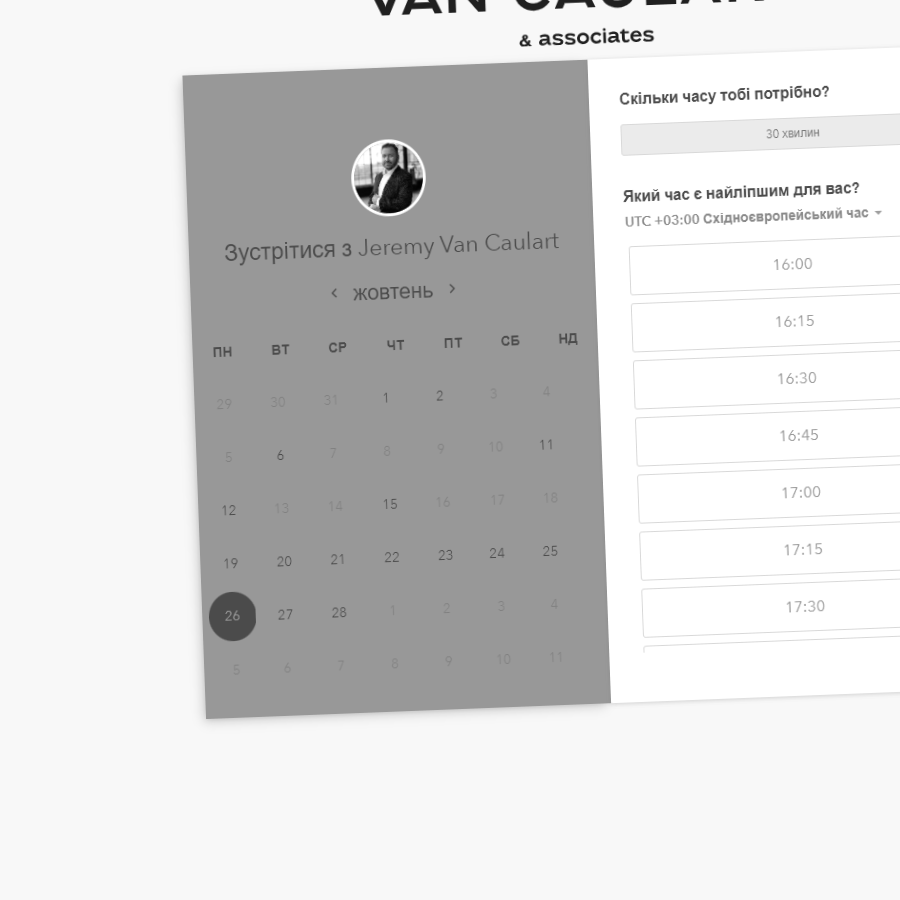 VAN CAULAR
& associates
Зустрітися з Jeremy Van Caulart
жовтень
ПН ВТ СР ЧТ ПТ СБ НД
29 30 31 1 2 3 4
5 6 7 8 9 10 11
12 13 14 15 16 17 18
19 20 21 22 23 24 25
26 27 28 1 2 3 4
5 6 7 8 9 10 11
Скільки часу тобі потрібно?
30 хвилин
Який час є найліпшим для вас?
UTC +03:00 Східноєвропейський час
16:00
16:15
16:30
16:45
17:00
17:15
17:30